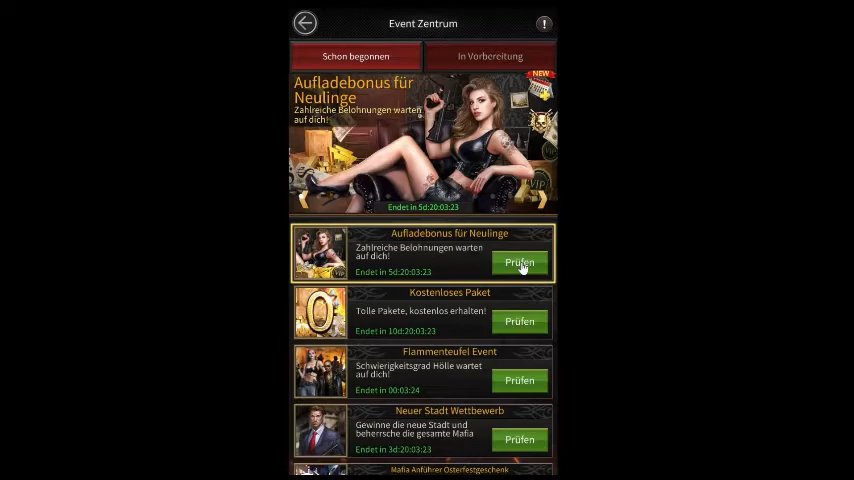 Event Zentrum
!
Schon begonnen
In Vorbereitung
NEW
Aufladebonus für
Neulinge
Zahlreiche Belohnungen warten
auf dich!
VIP
Endet in 5d:20:03:23
Aufladebonus für Neulinge
Zahlreiche Belohnungen warten
auf dich!
Endet in 5d:20:03:23
VIP
Prüfen
Kostenloses Paket
Tolle Pakete, kostenlos erhalten!
Endet in 10d:20:03:23
Prüfen
Flammenteufel Event
Schwierigkeitsgrad Hölle wartet
auf dich!
Endet in 00:03:24
Prüfen
Neuer Stadt Wettbewerb
Gewinne die neue Stadt und
beherrsche die gesamte Mafia
Endet in 3d:20:03:23
Prüfen
Mafia Anführer Osterfestgeschenk